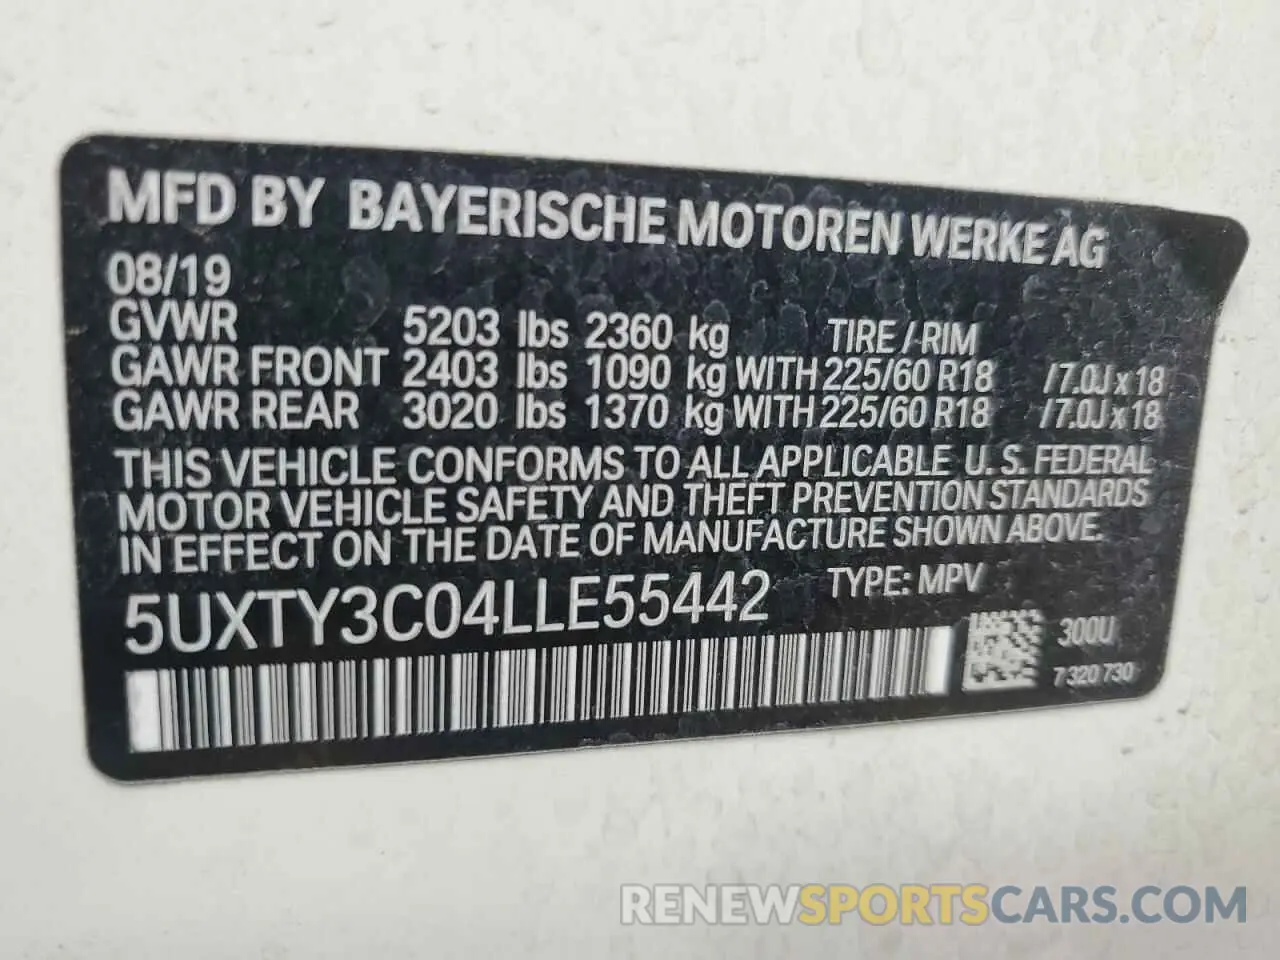 MFD BY BAYERISCHE MOTOREN WERKE AG
08/19
GVWR 5203 lbs 2360 kg TIRE / RIM
GAWR FRONT 2403 lbs 1090 kg WITH 225/60 R18 /7.0J x 18
GAWR REAR 3020 lbs 1370 kg WITH 225/60 R18 /7.0J x 18
THIS VEHICLE CONFORMS TO ALL APPLICABLE U. S. FEDERAL
MOTOR VEHICLE SAFETY AND THEFT PREVENTION STANDARDS
IN EFFECT ON THE DATE OF MANUFACTURE SHOWN ABOVE.
5UXTY3C04LLE55442 TYPE: MPV
300U
7 320 730
RENEWSPORTSCARS.COM